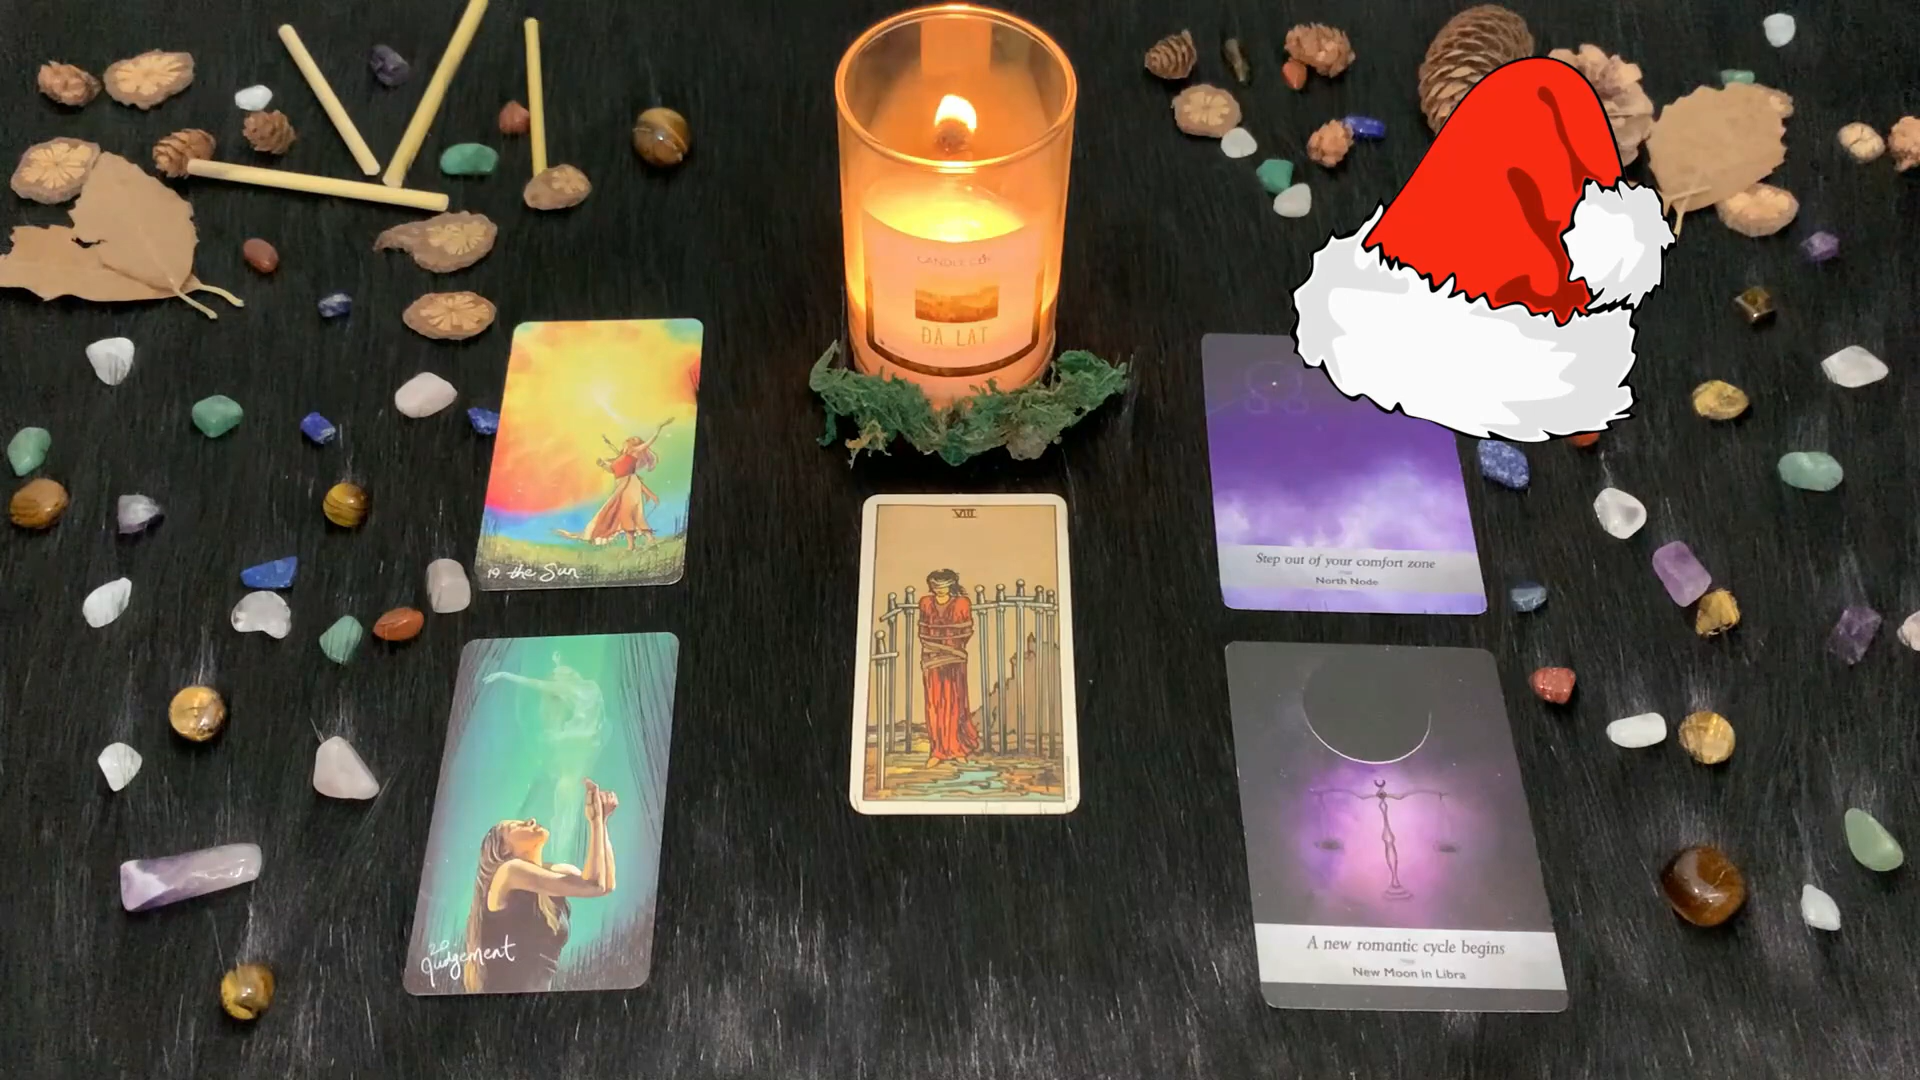 CANDLE CUP
ĐÀ LẠT
19. the Sun
VIII
Step out of your comfort zone
North Node
20.
Judgement
A new romantic cycle begins
New Moon in Libra